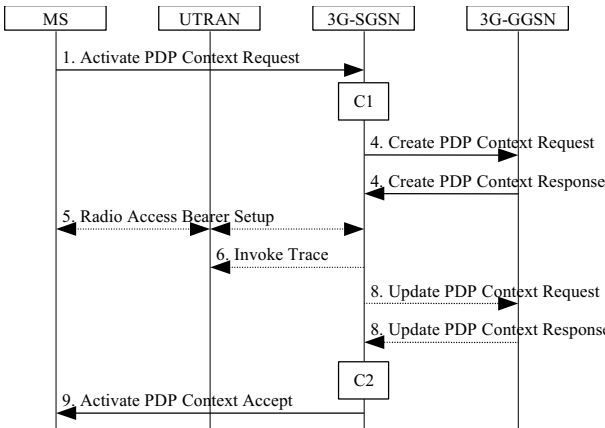 MS UTRAN 3G-SGSN 3G-GGSN
1. Activate PDP Context Request
C1
4. Create PDP Context Request
4. Create PDP Context Response
5. Radio Access Bearer Setup
6. Invoke Trace
8. Update PDP Context Request
8. Update PDP Context Response
C2
9. Activate PDP Context Accept